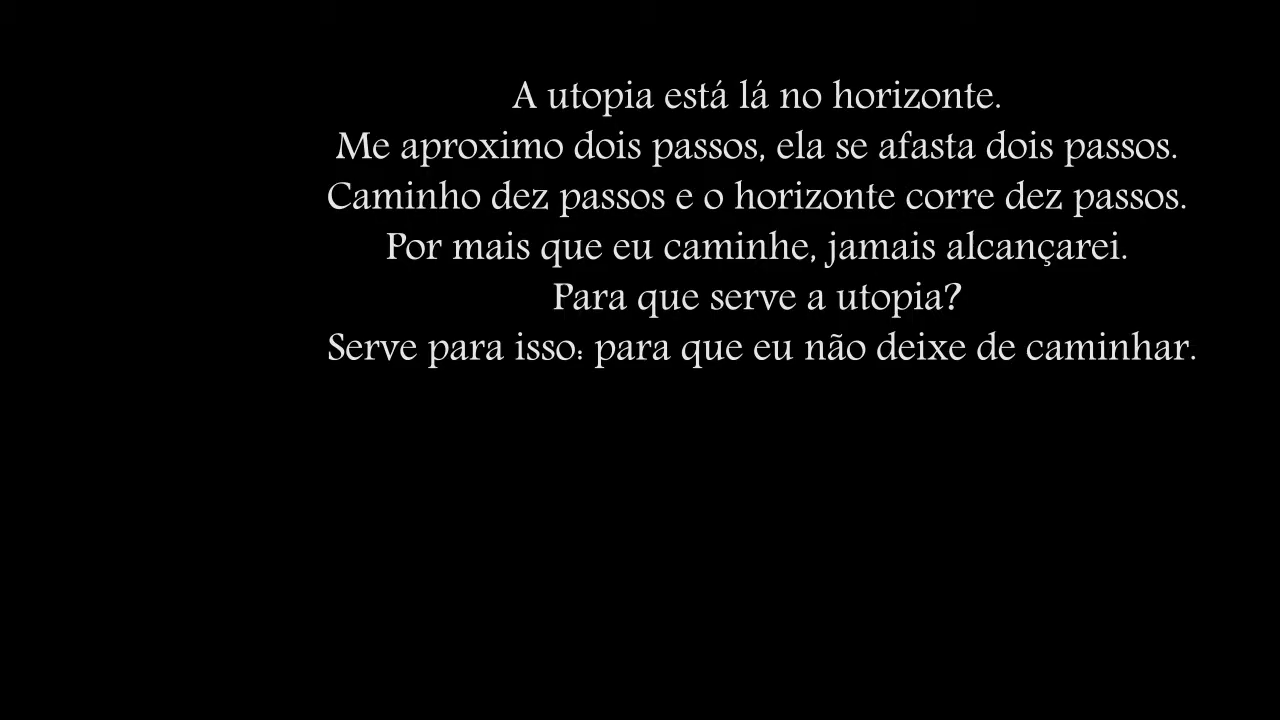 A utopia está lá no horizonte.
Me aproximo dois passos, ela se afasta dois passos.
Caminho dez passos e o horizonte corre dez passos.
Por mais que eu caminhe, jamais alcançarei.
Para que serve a utopia?
Serve para isso: para que eu não deixe de caminhar.